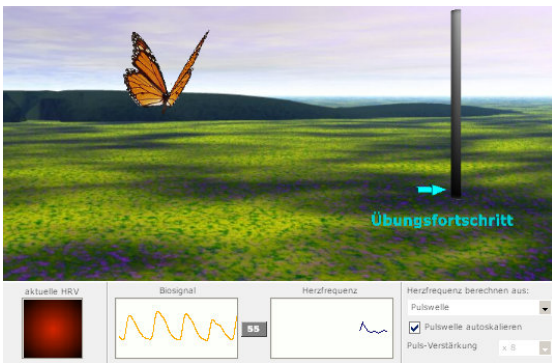 Übungsfortschritt
aktuelle HRV
Biosignal
55
Herzfrequenz
Herzfrequenz berechnen aus:
Pulswelle
Pulswelle autoskalieren
Puls-Verstärkung
x 8